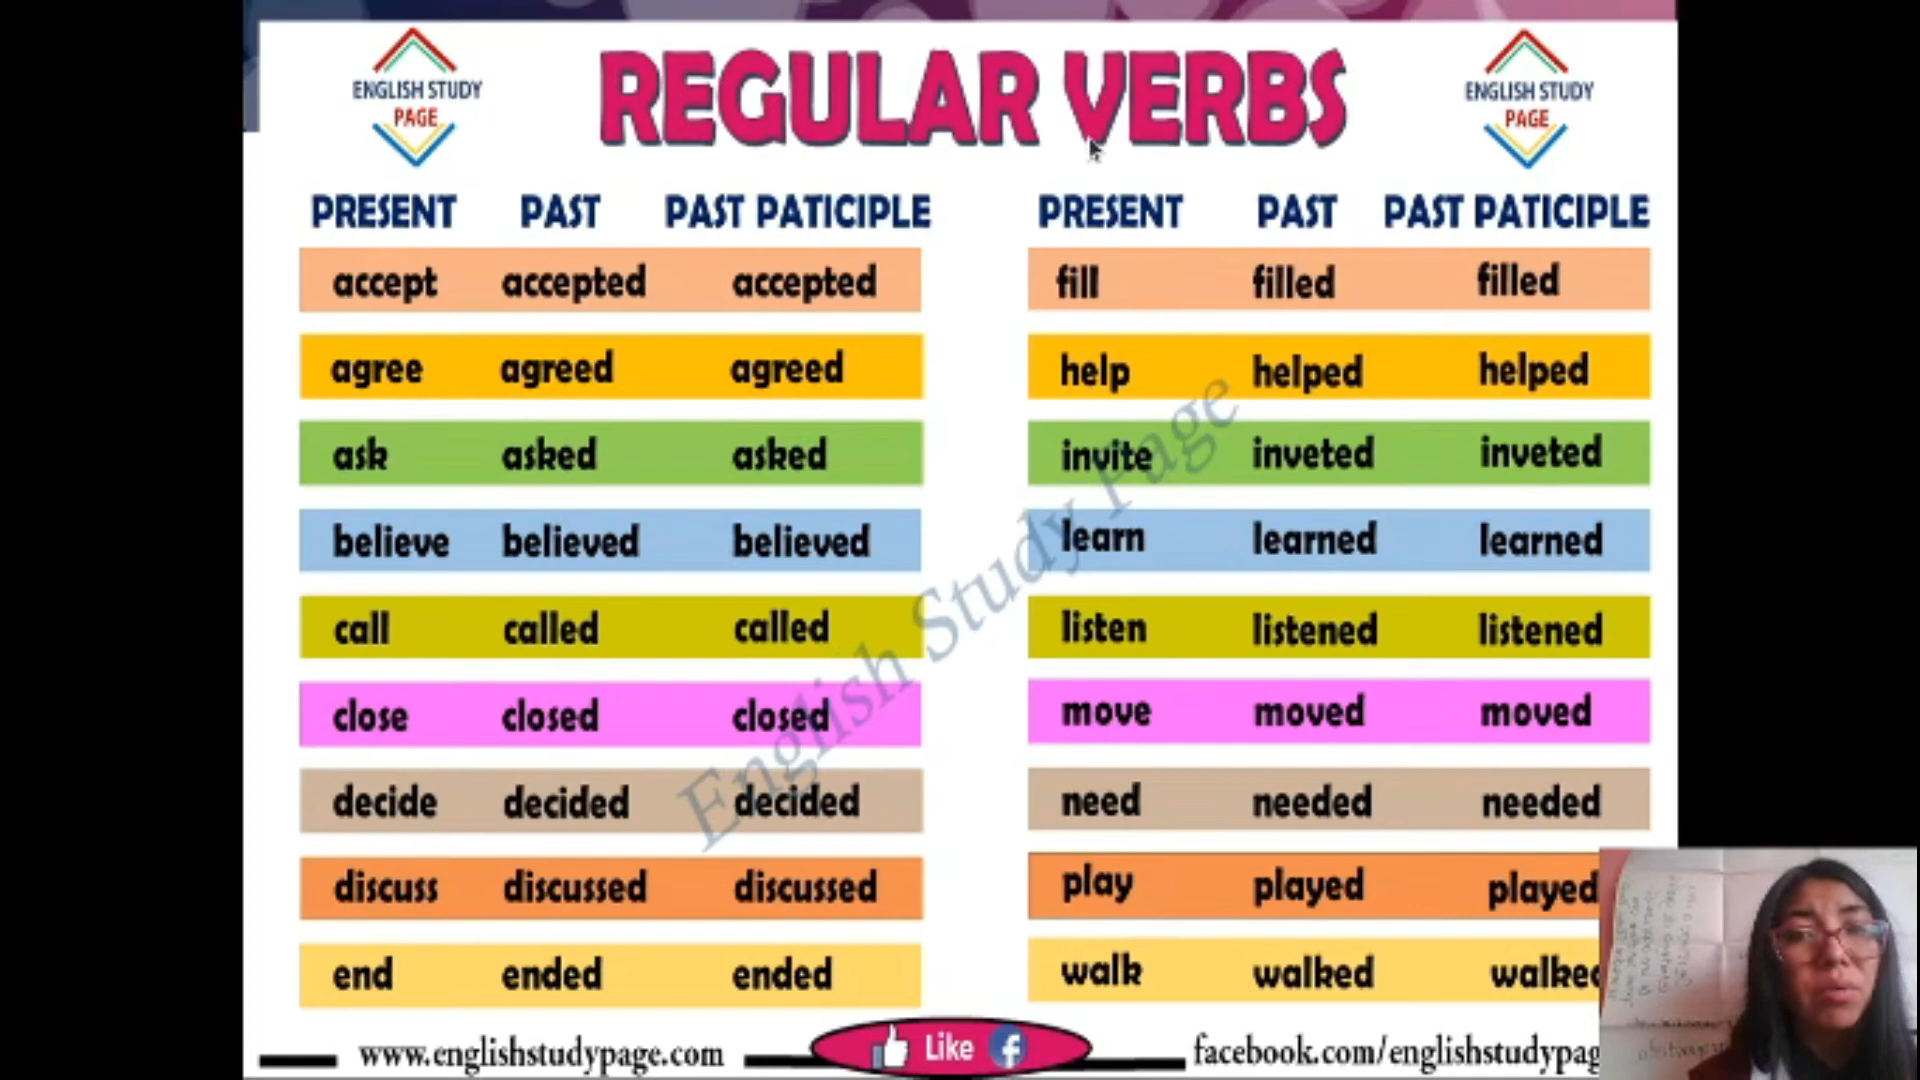 ENGLISH STUDY
PAGE
REGULAR VERBS
ENGLISH STUDY
PAGE
PRESENT PAST PAST PATICIPLE
accept accepted accepted
agree agreed agreed
ask asked asked
believe believed believed
call called called
close closed closed
decide decided decided
discuss discussed discussed
end ended ended
PRESENT PAST PAST PATICIPLE
fill filled filled
help helped helped
invite inveted inveted
learn learned learned
listen listened listened
move moved moved
need needed needed
play played played
walk walked walked
English Study Page
www.englishstudypage.com
Like
facebook.com/englishstudypag